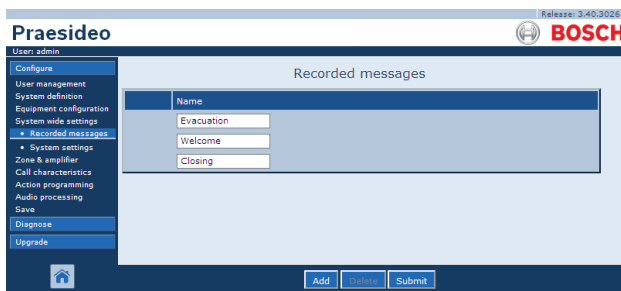 Release: 3.40.3026
Praesideo
BOSCH
User: admin
Configure
User management
System definition
Equipment configuration
System wide settings
• Recorded messages
• System settings
Zone & amplifier
Call characteristics
Action programming
Audio processing
Save
Diagnose
Upgrade
Recorded messages
Name
Evacuation
Welcome
Closing
Add Delete Submit